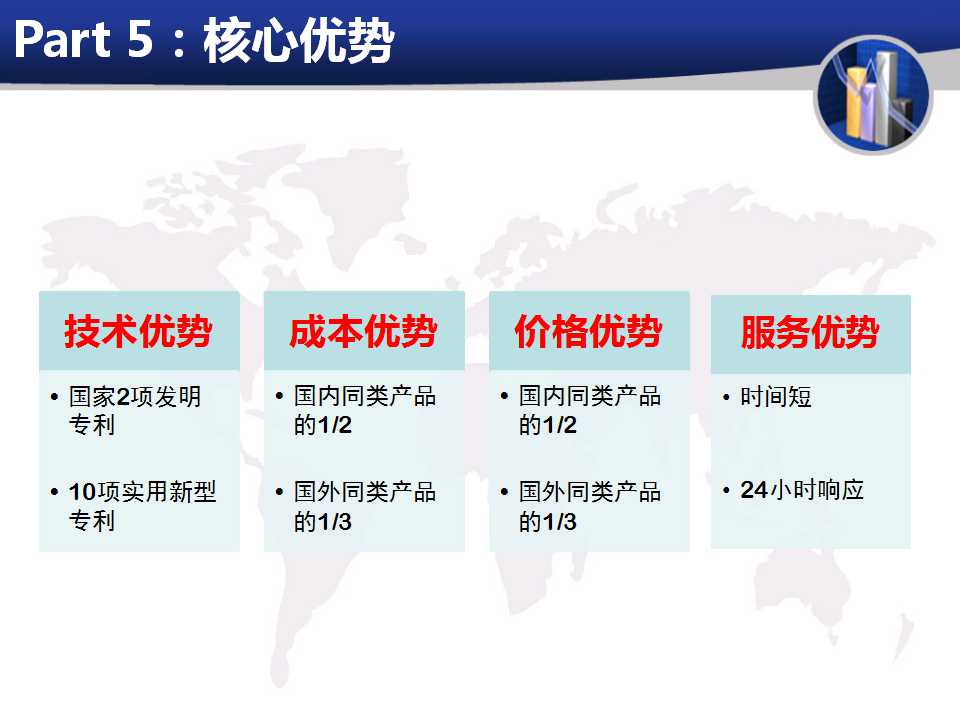 Part 5：核心优势
技术优势
• 国家2项发明
专利
• 10项实用新型
专利
成本优势
• 国内同类产品
的1/2
• 国外同类产品
的1/3
价格优势
• 国内同类产品
的1/2
• 国外同类产品
的1/3
服务优势
• 时间短
• 24小时响应